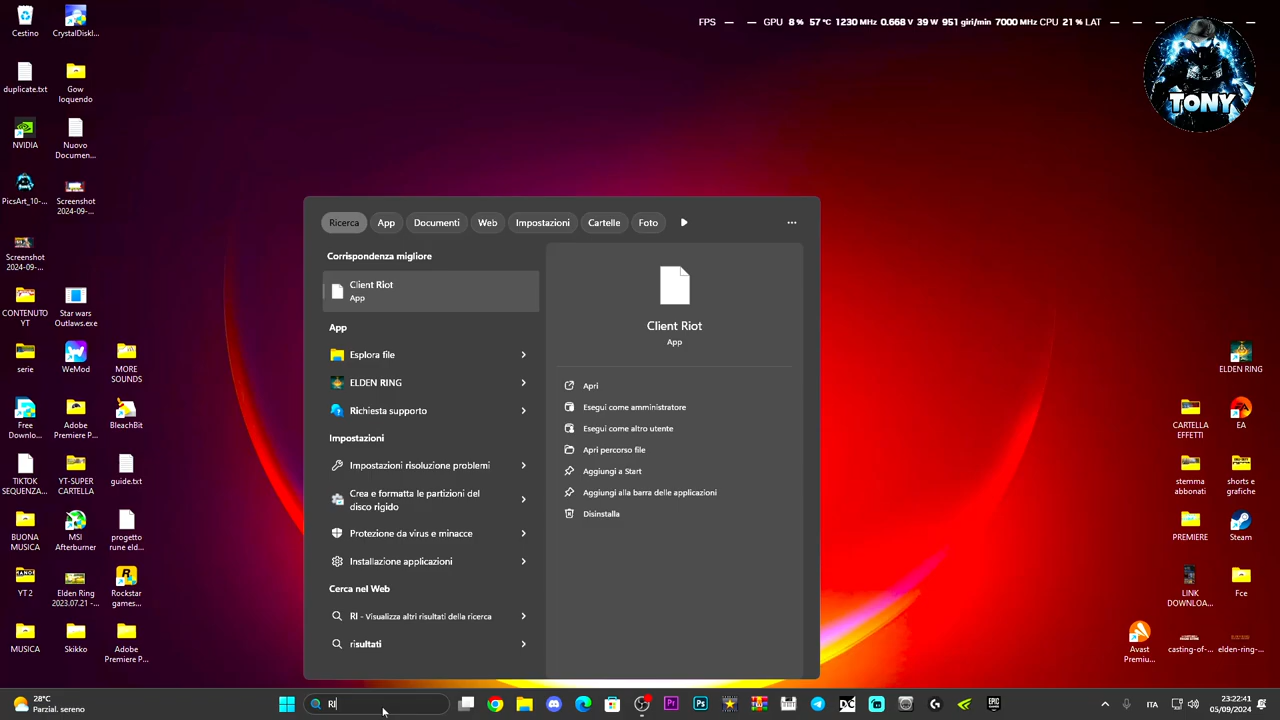 FPS — — GPU 8 % 57 °C 1230 MHz 0.668 V 39 W 951 giri/min 7000 MHz CPU 21 % LAT — — — — — —
TONY
Cestino
CrystalDiskI...
duplicate.txt
Gow
loquendo
NVIDIA
Nuovo
Documen...
PicsArt_10-...
Screenshot
2024-09-...
Screenshot
2024-09-...
CONTENUTO
YT
Star wars
Outlaws.exe
serie
WeMod
MORE
SOUNDS
Free
Downlo...
Adobe
Premiere P...
BleachBit
TIKTOK
SEQUENZA...
YT-SUPER
CARTELLA
guide.txt
BUONA
MUSICA
MSI
Afterburner
progetto
rune eld...
YT 2
Elden Ring
2023.07.21 -...
Rockstar
games...
MUSICA
Skikko
Adobe
Premiere P...
Ricerca
App
Documenti
Web
Impostazioni
Cartelle
Foto
Corrispondenza migliore
Client Riot
App
App
Esplora file
ELDEN RING
Richiesta supporto
Impostazioni
Impostazioni risoluzione problemi
Crea e formatta le partizioni del
disco rigido
Protezione da virus e minacce
Installazione applicazioni
Cerca nel Web
RI - Visualizza altri risultati della ricerca
risultati
Client Riot
App
Apri
Esegui come amministratore
Esegui come altro utente
Apri percorso file
Aggiungi a Start
Aggiungi alla barra delle applicazioni
Disinstalla
ELDEN RING
CARTELLA
EFFETTI
EA
stemma
abbonati
shorts e
grafiche
PREMIERE
Steam
LINK
DOWNLOA...
Fce
Avast
Premiu...
casting-of-...
elden-ring-...
28°C
Parzial. sereno
RI
ITA
23:22:41
05/09/2024